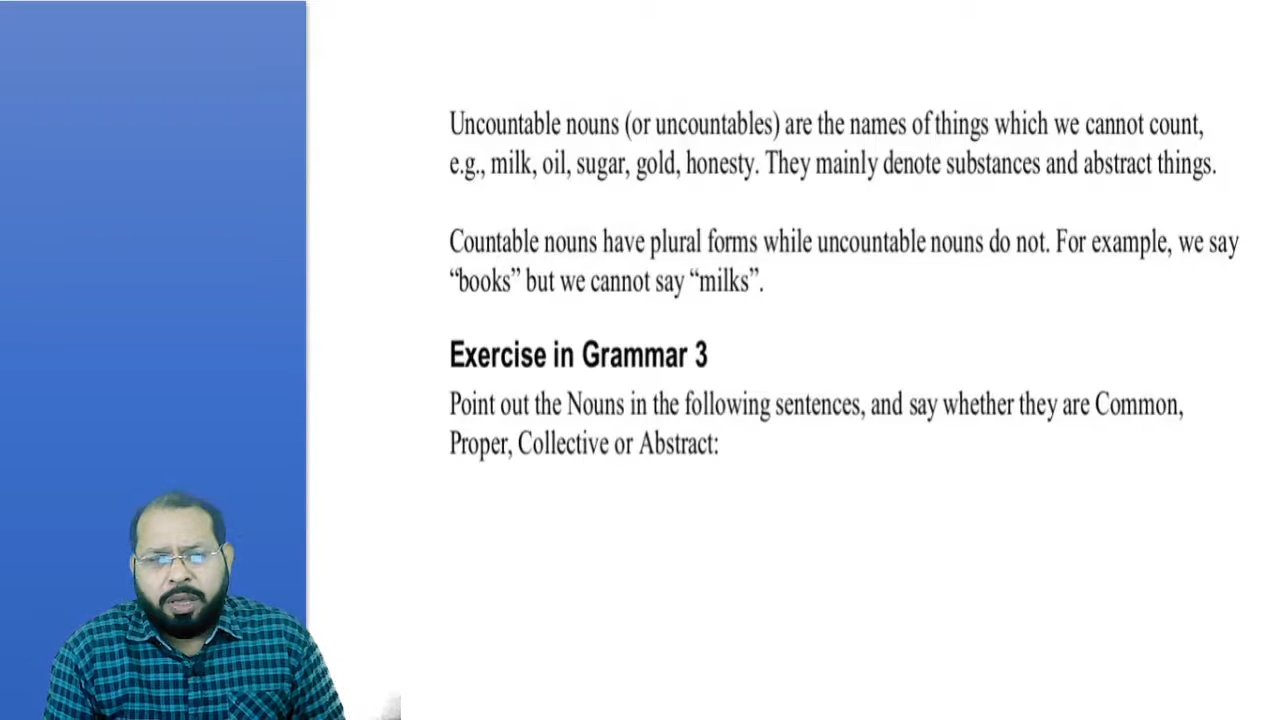 Uncountable nouns (or uncountables) are the names of things which we cannot count,
e.g., milk, oil, sugar, gold, honesty. They mainly denote substances and abstract things.
Countable nouns have plural forms while uncountable nouns do not. For example, we say
“books” but we cannot say “milks”.
Exercise in Grammar 3
Point out the Nouns in the following sentences, and say whether they are Common,
Proper, Collective or Abstract: